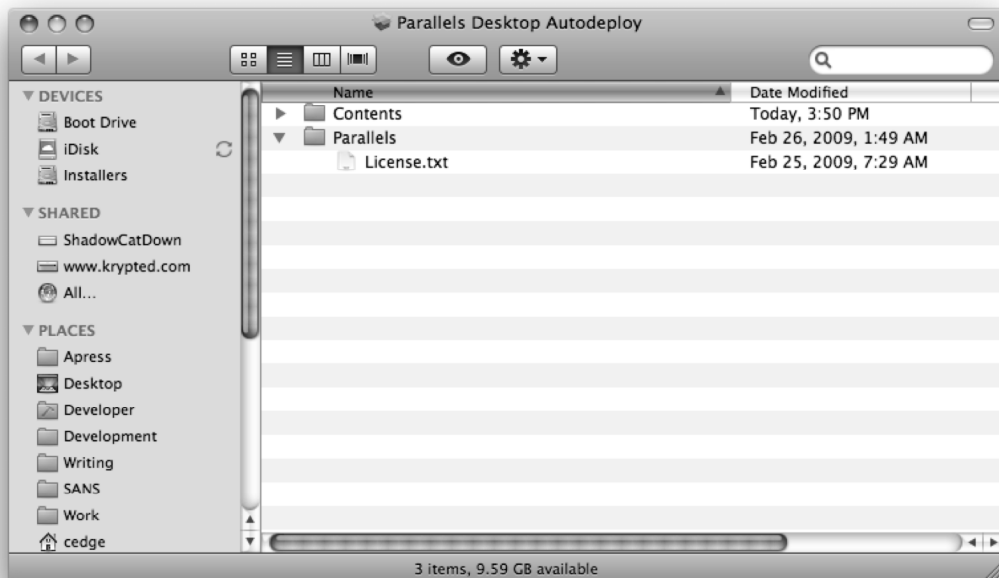 Parallels Desktop Autodeploy
Name Date Modified
Contents Today, 3:50 PM
Parallels Feb 26, 2009, 1:49 AM
License.txt Feb 25, 2009, 7:29 AM
DEVICES
Boot Drive
iDisk
Installers
SHARED
ShadowCatDown
www.krypted.com
All...
PLACES
Apress
Desktop
Developer
Development
Writing
SANS
Work
cedge
3 items, 9.59 GB available